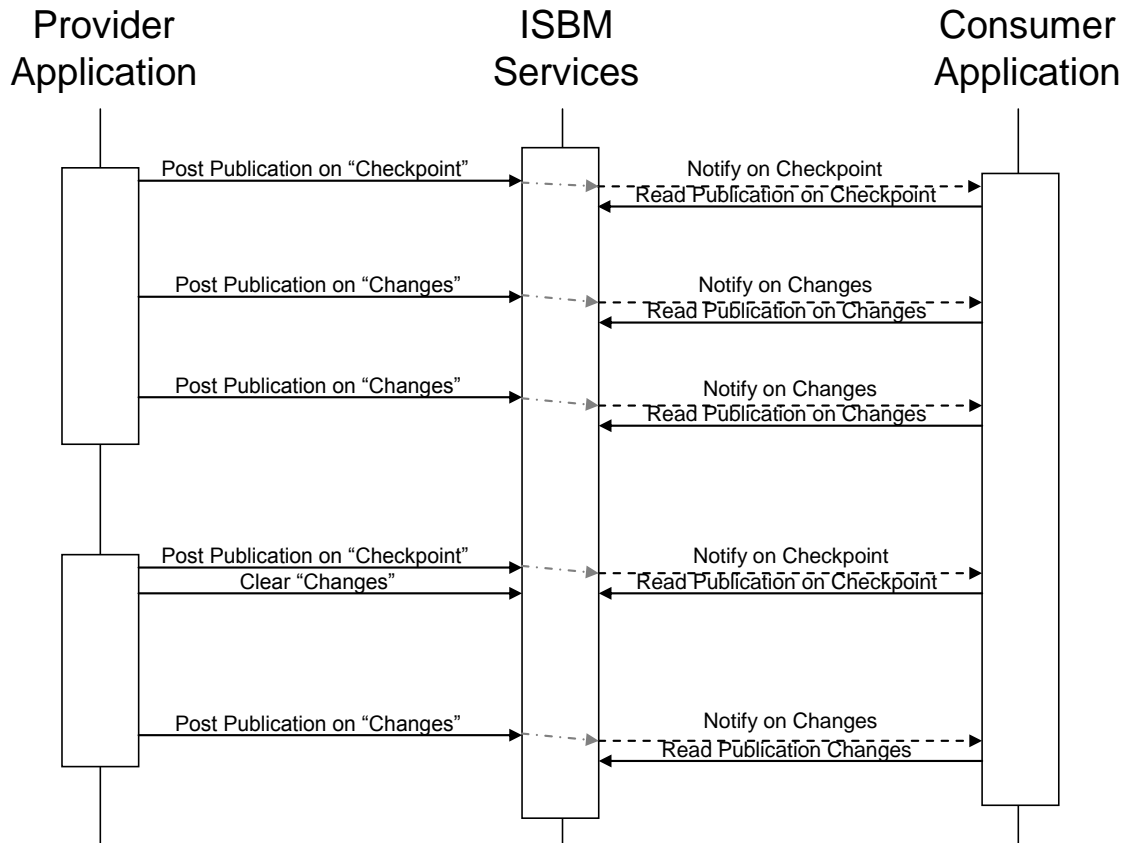 Provider
Application
ISBM
Services
Consumer
Application
Post Publication on “Checkpoint”
Notify on Checkpoint
Read Publication on Checkpoint
Post Publication on “Changes”
Notify on Changes
Read Publication on Changes
Post Publication on “Changes”
Notify on Changes
Read Publication on Changes
Post Publication on “Checkpoint”
Notify on Checkpoint
Clear “Changes”
Read Publication on Checkpoint
Post Publication on “Changes”
Notify on Changes
Read Publication Changes